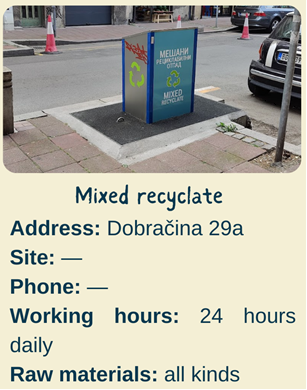 МЕШАНИ
РЕЦИКЛАБИЛНИ
ОТПАД
MIXED
RECYCLATE
Mixed recyclate
Address: Dobračina 29a
Site: —
Phone: —
Working hours: 24 hours
daily
Raw materials: all kinds